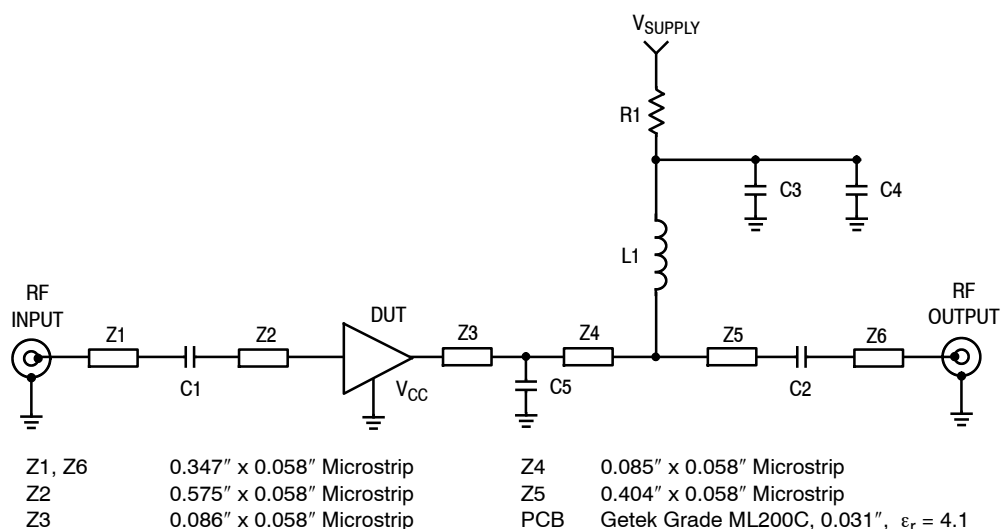 VSUPPLY
R1
C3
C4
L1
RF
INPUT
RF
OUTPUT
DUT
Z1
Z2
Z3
Z4
Z5
Z6
C1
VCC
C5
C2
Z1, Z6 0.347″ x 0.058″ Microstrip
Z2 0.575″ x 0.058″ Microstrip
Z3 0.086″ x 0.058″ Microstrip
Z4 0.085″ x 0.058″ Microstrip
Z5 0.404″ x 0.058″ Microstrip
PCB Getek Grade ML200C, 0.031″, εr = 4.1